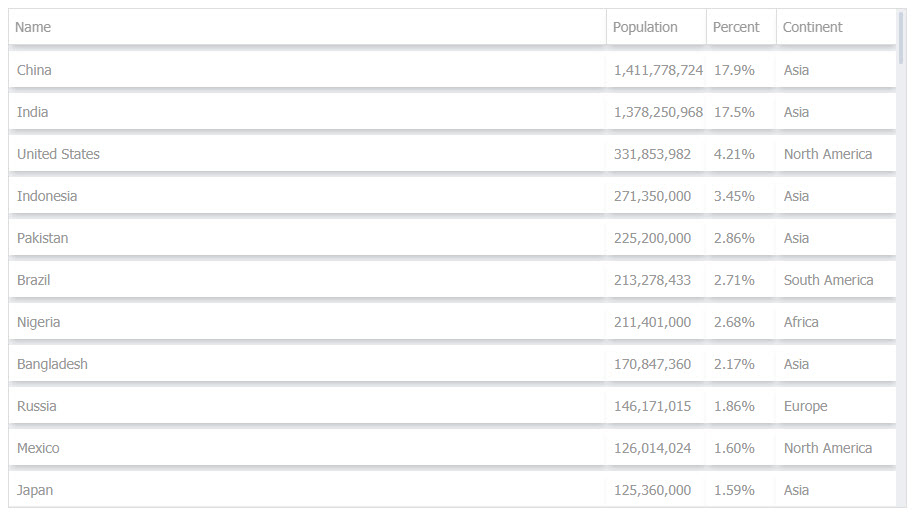 Name Population Percent Continent
China 1,411,778,724 17.9% Asia
India 1,378,250,968 17.5% Asia
United States 331,853,982 4.21% North America
Indonesia 271,350,000 3.45% Asia
Pakistan 225,200,000 2.86% Asia
Brazil 213,278,433 2.71% South America
Nigeria 211,401,000 2.68% Africa
Bangladesh 170,847,360 2.17% Asia
Russia 146,171,015 1.86% Europe
Mexico 126,014,024 1.60% North America
Japan 125,360,000 1.59% Asia